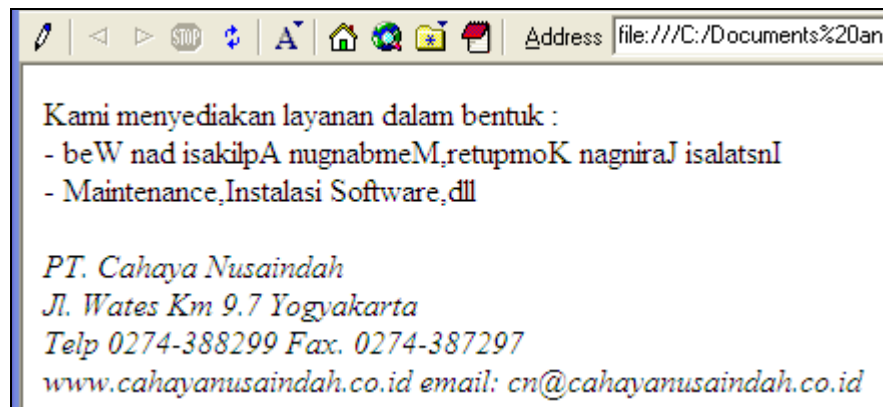 STOP A Address file:///C:/Documents%20an
Kami menyediakan layanan dalam bentuk :
- beW nad isakilpA nugnabmeM,retupmoK nagniraJ isalatsnI
- Maintenance,Instalasi Software,dll
PT. Cahaya Nusaindah
Jl. Wates Km 9.7 Yogyakarta
Telp 0274-388299 Fax. 0274-387297
www.cahayanusaindah.co.id email: cn@cahayanusaindah.co.id